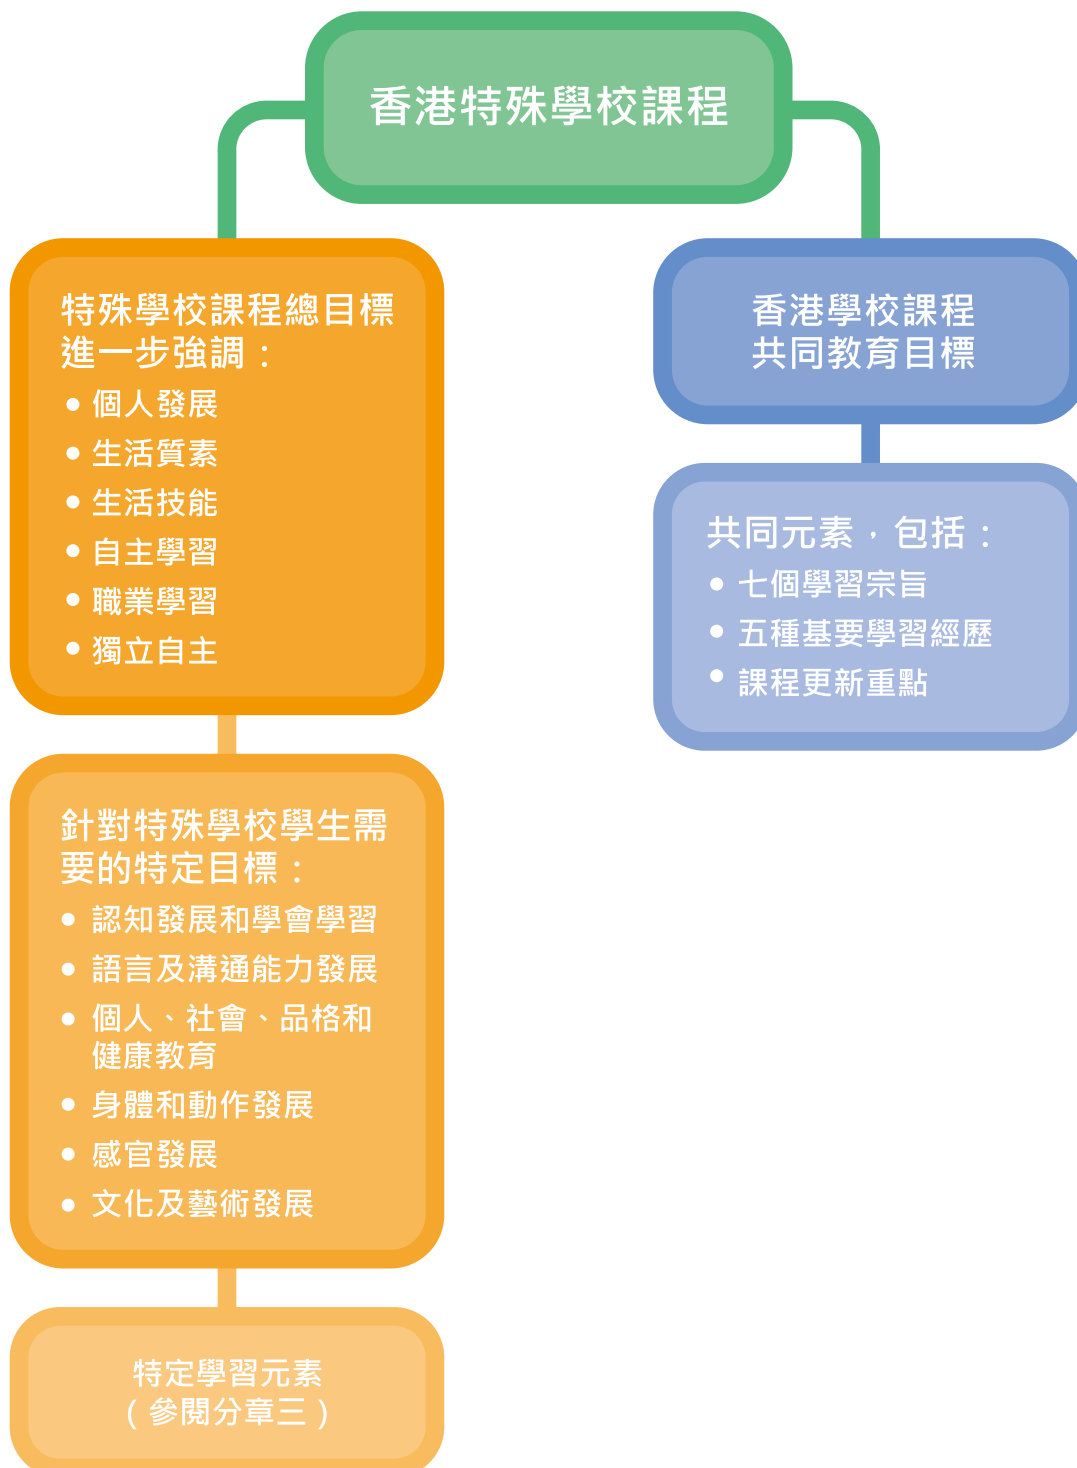 香港特殊學校課程
特殊學校課程總目標
進一步強調：
• 個人發展
• 生活質素
• 生活技能
• 自主學習
• 職業學習
• 獨立自主
針對特殊學校學生需
要的特定目標：
• 認知發展和學會學習
• 語言及溝通能力發展
• 個人、社會、品格和
健康教育
• 身體和動作發展
• 感官發展
• 文化及藝術發展
特定學習元素
（參閱分章三）
香港學校課程
共同教育目標
共同元素，包括：
• 七個學習宗旨
• 五種基要學習經歷
• 課程更新重點